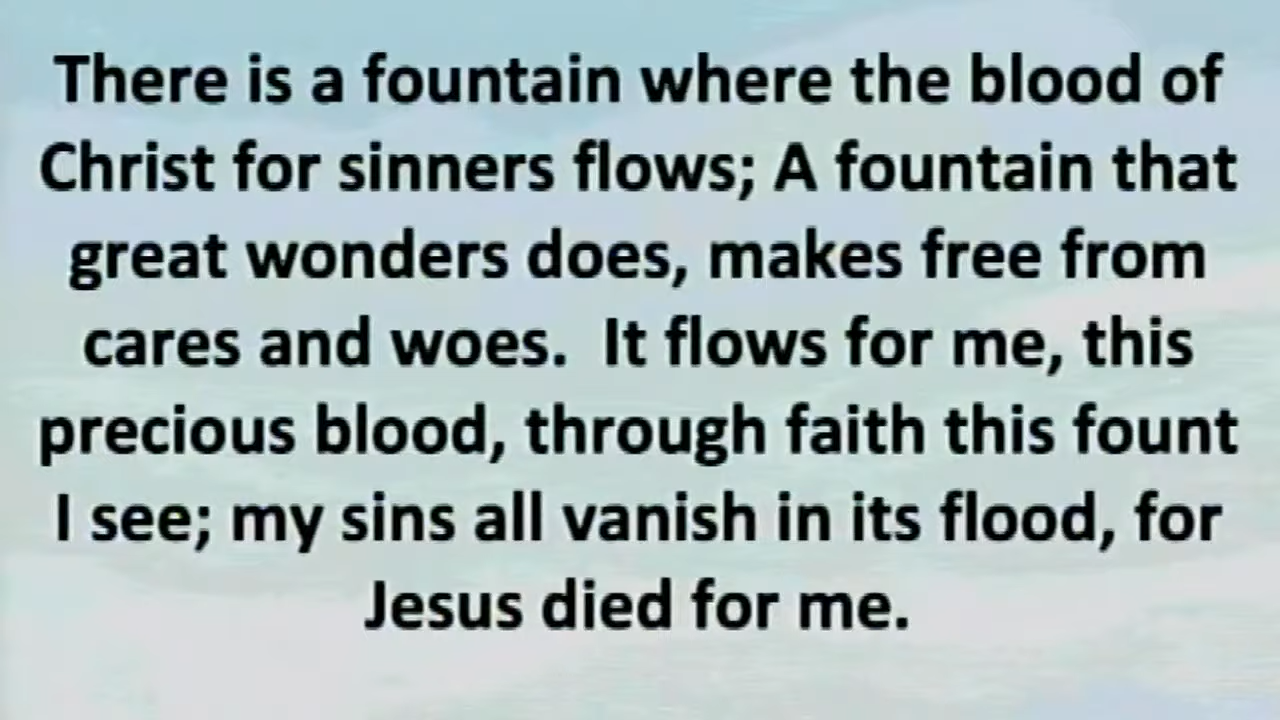 There is a fountain where the blood of
Christ for sinners flows; A fountain that
great wonders does, makes free from
cares and woes.  It flows for me, this
precious blood, through faith this fount
I see; my sins all vanish in its flood, for
Jesus died for me.